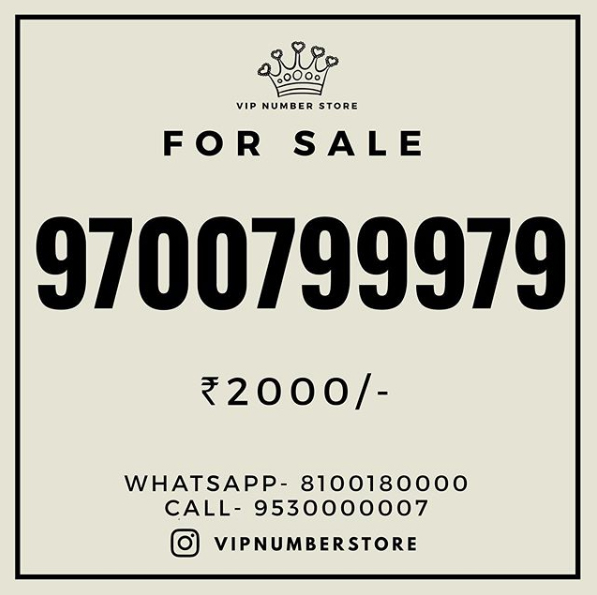 VIP NUMBER STORE
FOR SALE
9700799979
₹2000/-
WHATSAPP- 8100180000
CALL- 9530000007
VIPNUMBERSTORE